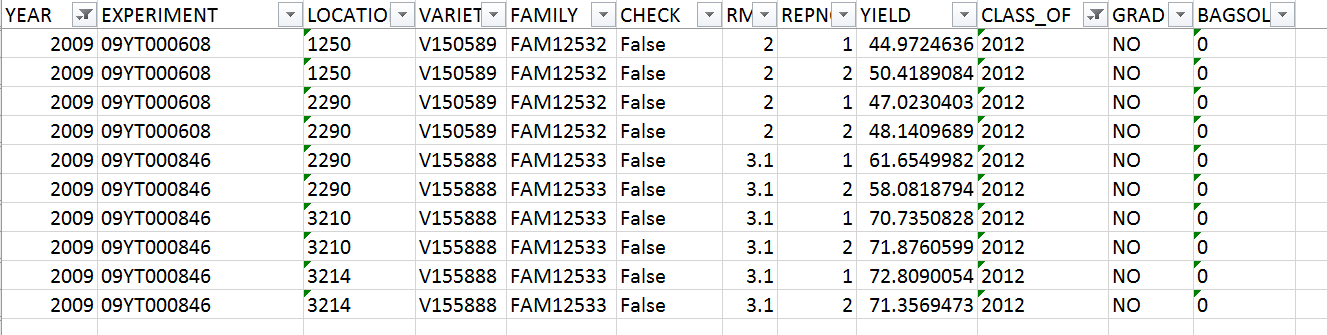 YEAR EXPERIMENT LOCATIO VARIET FAMILY CHECK RM REPNO YIELD CLASS_OF GRAD BAGSOL
2009 09YT000608 1250 V150589 FAM12532 False 2 1 44.9724636 2012 NO 0
2009 09YT000608 1250 V150589 FAM12532 False 2 2 50.4189084 2012 NO 0
2009 09YT000608 2290 V150589 FAM12532 False 2 1 47.0230403 2012 NO 0
2009 09YT000608 2290 V150589 FAM12532 False 2 2 48.1409689 2012 NO 0
2009 09YT000846 2290 V155888 FAM12533 False 3.1 1 61.6549982 2012 NO 0
2009 09YT000846 2290 V155888 FAM12533 False 3.1 2 58.0818794 2012 NO 0
2009 09YT000846 3210 V155888 FAM12533 False 3.1 1 70.7350828 2012 NO 0
2009 09YT000846 3210 V155888 FAM12533 False 3.1 2 71.8760599 2012 NO 0
2009 09YT000846 3214 V155888 FAM12533 False 3.1 1 72.8090054 2012 NO 0
2009 09YT000846 3214 V155888 FAM12533 False 3.1 2 71.3569473 2012 NO 0